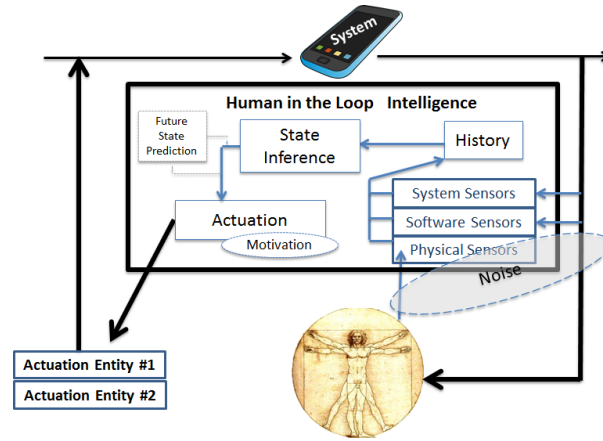 System
Human in the Loop Intelligence
Future
State
Prediction
State
Inference
History
System Sensors
Software Sensors
Physical Sensors
Actuation
Motivation
Noise
Actuation Entity #1
Actuation Entity #2